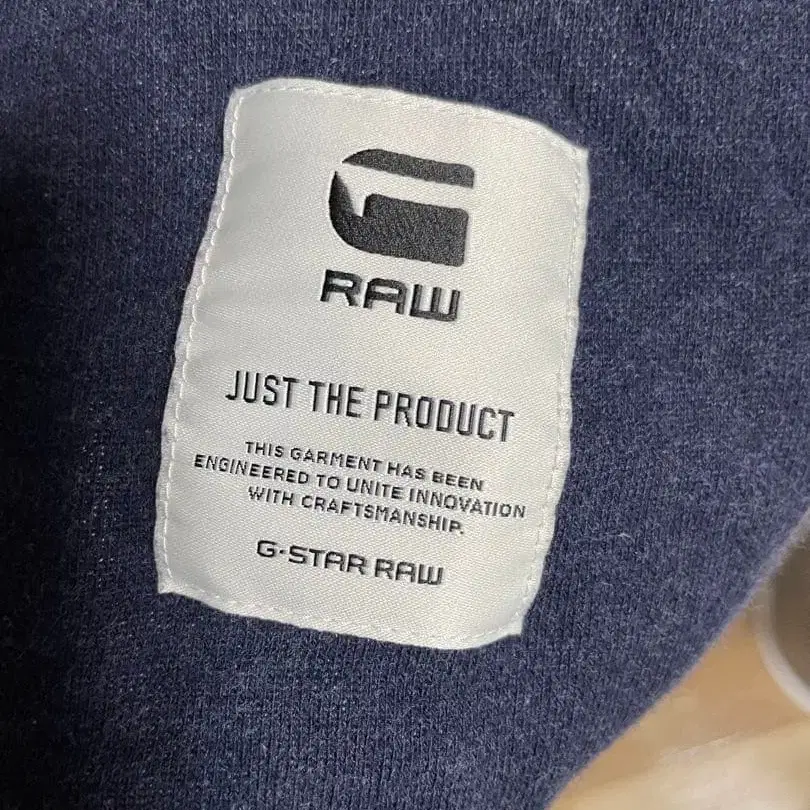 G
RAW
JUST THE PRODUCT
THIS GARMENT HAS BEEN
ENGINEERED TO UNITE INNOVATION
WITH CRAFTSMANSHIP.
G-STAR RAW